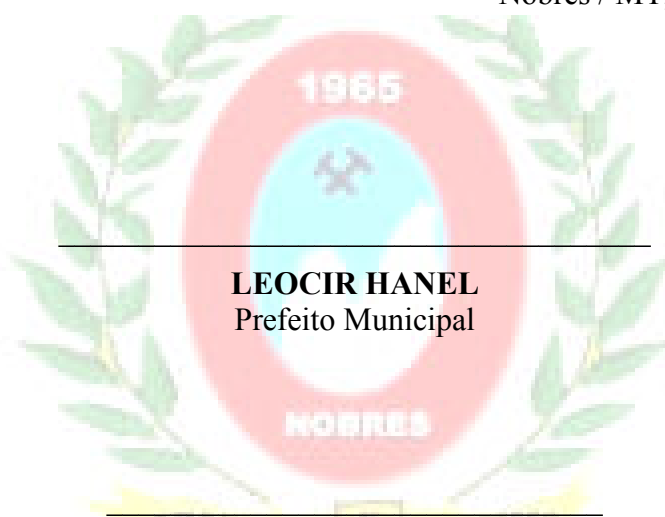 Nobres / MT
1965
LEOCIR HANEL
Prefeito Municipal
NOBRES